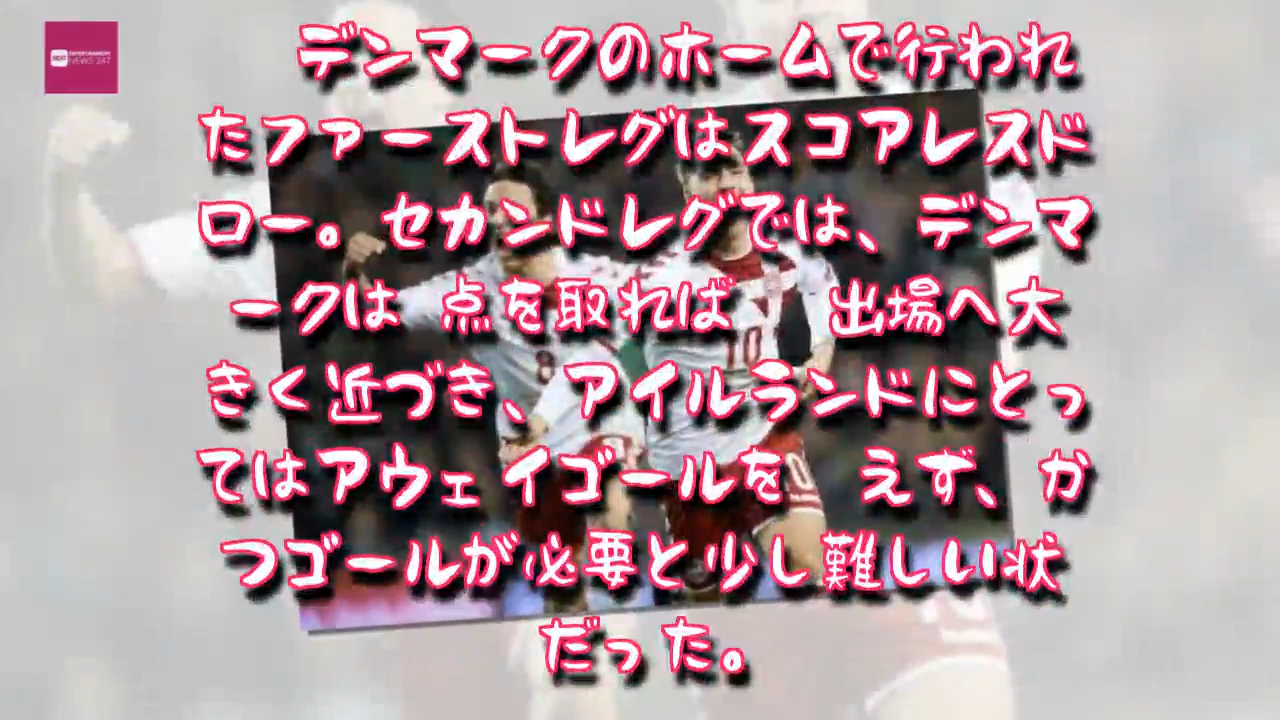 ENTERTAINMENT
NEWS 247
デンマークのホームで行われ
たファーストレグはスコアレスド
ロー。セカンドレグでは、デンマ
ークは 点を取れば 出場へ大
きく近づき、アイルランドにとっ
てはアウェイゴールを えず、か
つゴールが必要と少し難しい状
だった。
8
10